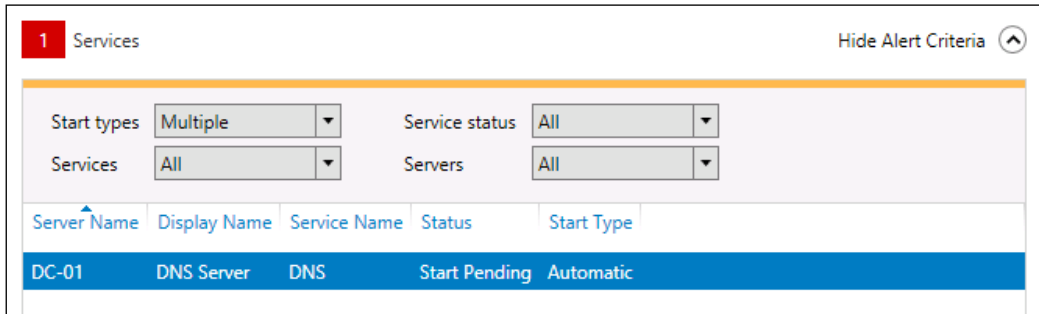 1 Services Hide Alert Criteria
Start types Multiple Service status All
Services All Servers All
Server Name Display Name Service Name Status Start Type
DC-01 DNS Server DNS Start Pending Automatic